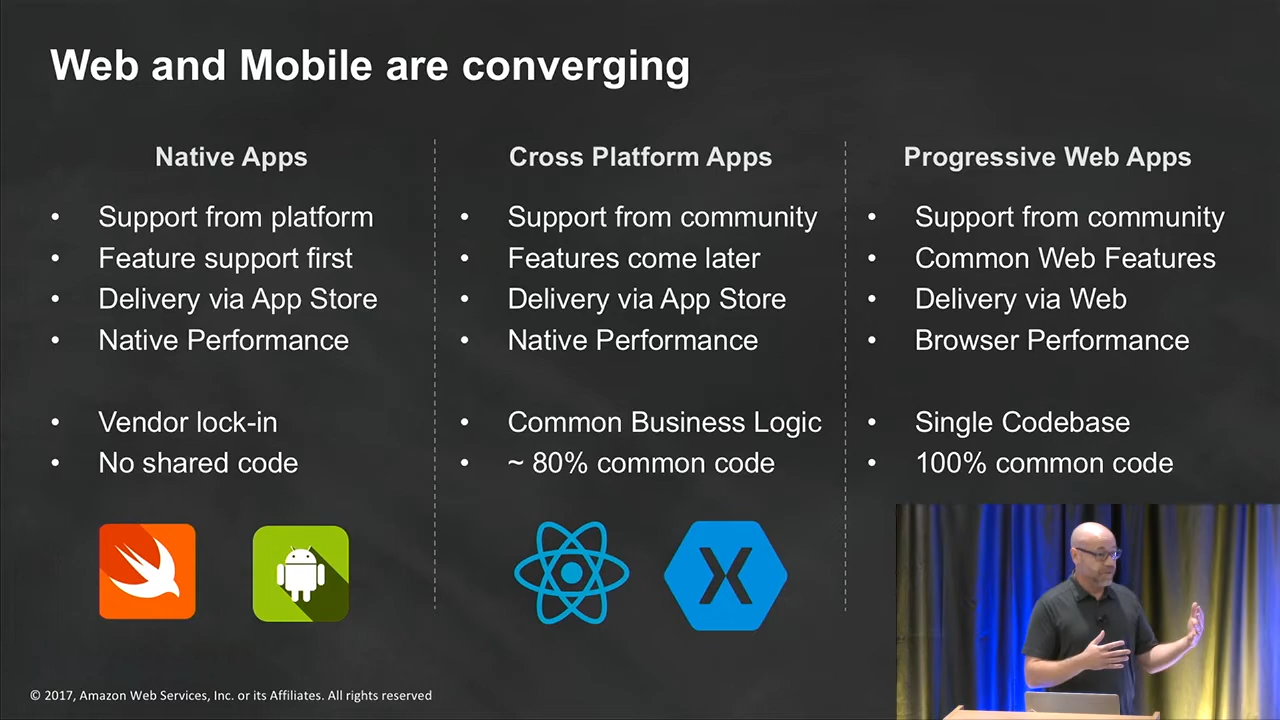 Web and Mobile are converging
Native Apps
• Support from platform
• Feature support first
• Delivery via App Store
• Native Performance
• Vendor lock-in
• No shared code
Cross Platform Apps
• Support from community
• Features come later
• Delivery via App Store
• Native Performance
• Common Business Logic
• ~ 80% common code
Progressive Web Apps
• Support from community
• Common Web Features
• Delivery via Web
• Browser Performance
• Single Codebase
• 100% common code
© 2017, Amazon Web Services, Inc. or its Affiliates. All rights reserved